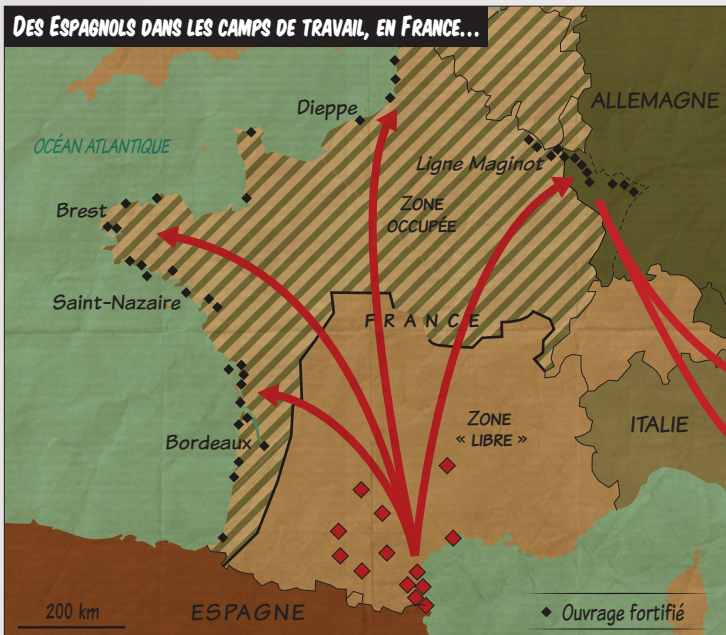 DES ESPAGNOLS DANS LES CAMPS DE TRAVAIL, EN FRANCE...
Dieppe
ALLEMAGNE
OCÉAN ATLANTIQUE
Ligne Maginot
Brest
ZONE
OCCUPÉE
Saint-Nazaire
FRANCE
ZONE
« LIBRE »
ITALIE
Bordeaux
200 km
ESPAGNE
Ouvrage fortifié